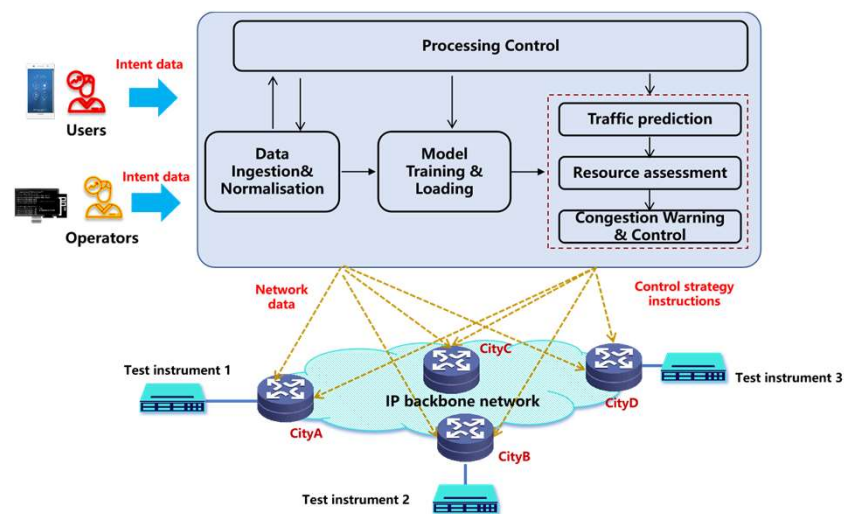 Processing Control
Intent data
Users
Intent data
Operators
Data
Ingestion&
Normalisation
Model
Training &
Loading
Traffic prediction
Resource assessment
Congestion Warning
& Control
Network
data
Control strategy
instructions
Test instrument 1
CityA
CityC
IP backbone network
CityB
CityD
Test instrument 3
Test instrument 2